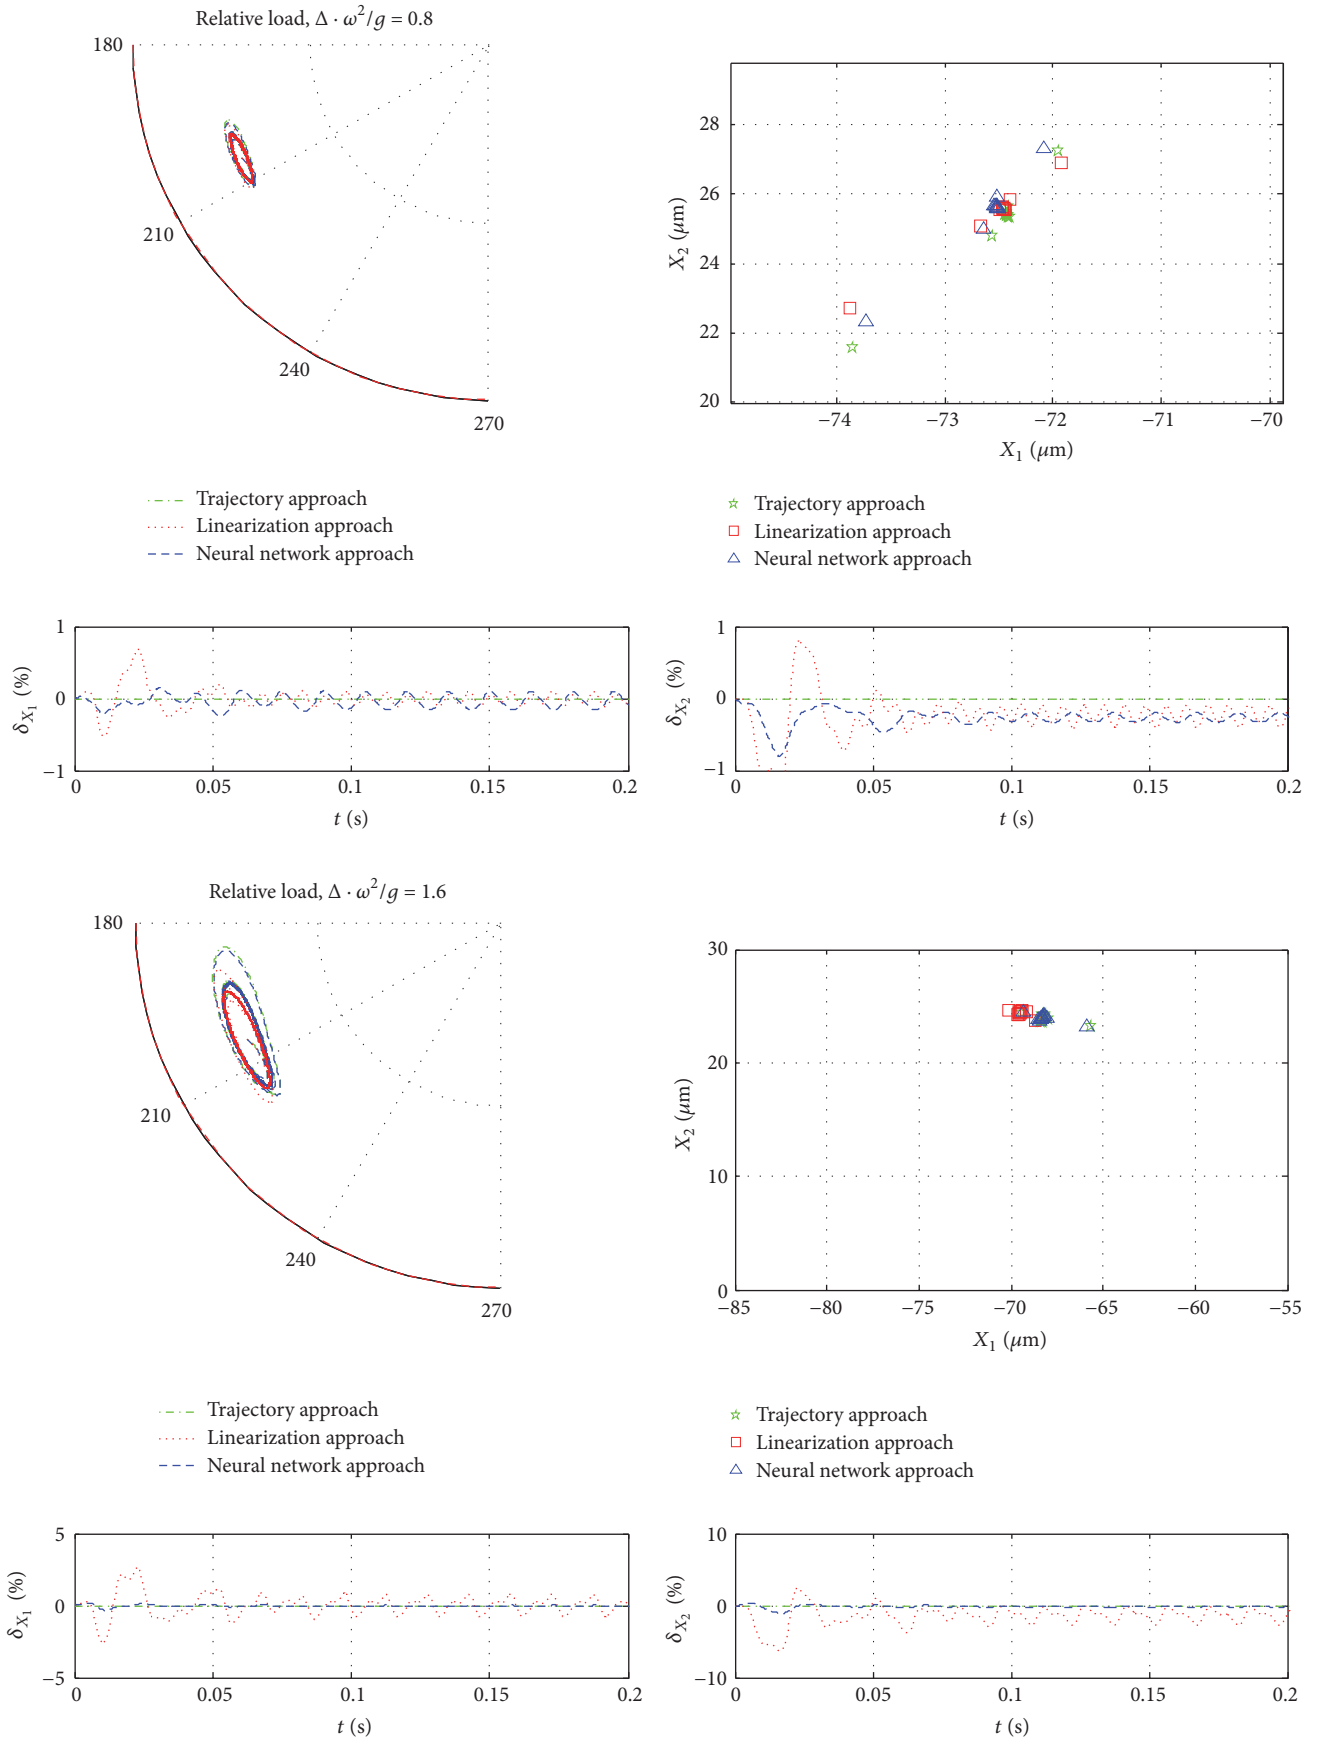 Relative load, Δ · ω²/g = 0.8
180
210
240
270
28
26
24
22
20
X₂ (μm)
−74
−73
−72
−71
−70
X₁ (μm)
Trajectory approach
Linearization approach
Neural network approach
Trajectory approach
Linearization approach
Neural network approach
1
0
−1
δX₁ (%)
0
0.05
0.1
0.15
0.2
t (s)
1
0
−1
δX₂ (%)
0
0.05
0.1
0.15
0.2
t (s)
Relative load, Δ · ω²/g = 1.6
180
210
240
270
30
20
10
0
X₂ (μm)
−85
−80
−75
−70
−65
−60
−55
X₁ (μm)
Trajectory approach
Linearization approach
Neural network approach
Trajectory approach
Linearization approach
Neural network approach
5
0
−5
δX₁ (%)
0
0.05
0.1
0.15
0.2
t (s)
10
0
−10
δX₂ (%)
0
0.05
0.1
0.15
0.2
t (s)